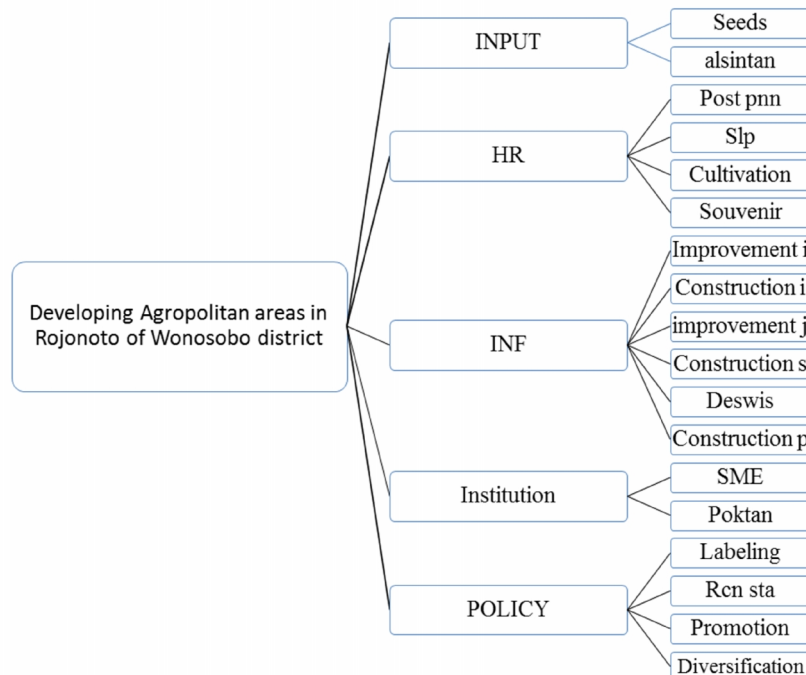 Developing Agropolitan areas in
Rojonoto of Wonosobo district
INPUT
Seeds
alsintan
HR
Post pnn
Slp
Cultivation
Souvenir
INF
Improvement i
Construction i
improvement j
Construction s
Deswis
Construction p
Institution
SME
Poktan
POLICY
Labeling
Rcn sta
Promotion
Diversification